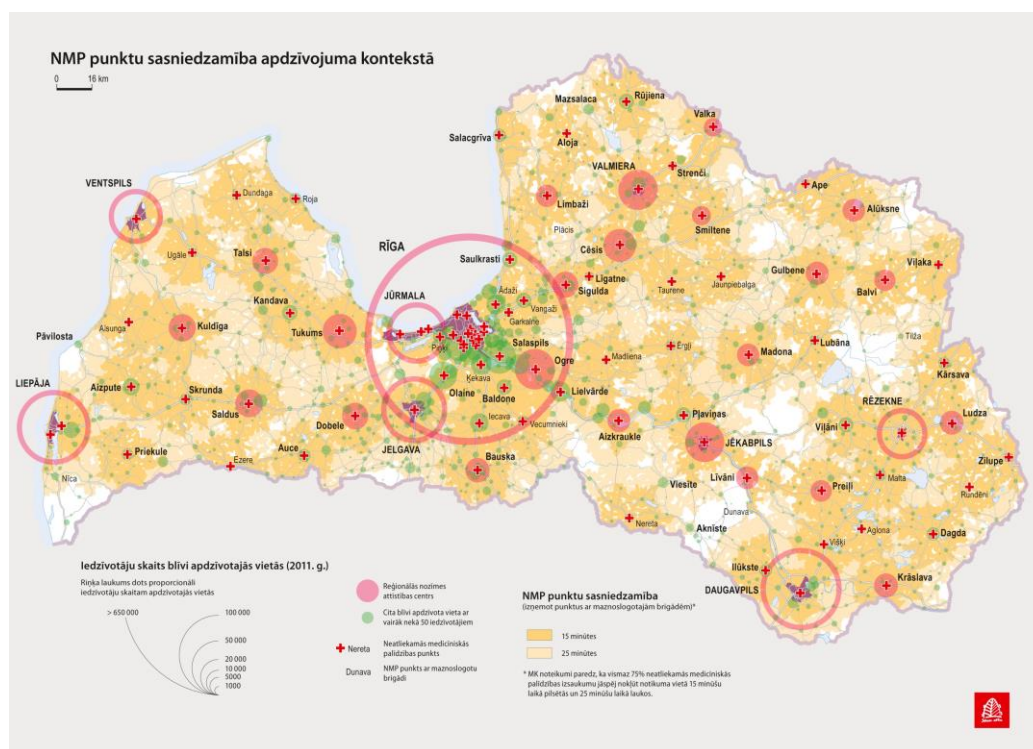 NMP punktu sasniedzamība apdzīvojuma kontekstā
0 16 km
Mazsalaca
Rūjiena
Valka
Salacgrīva
Aloja
Strenči
VALMIERA
VENTSPILS
Dundaga
Roja
Limbaži
Ape
Alūksne
Smiltene
Plācis
RĪGA
Cēsis
Ugāle
Talsi
Saulkrasti
Viļaka
Gulbene
Līgatne
Sigulda
Taurene
Jaunpiebalga
Balvi
JŪRMALA
Ādaži
Vangaži
Garkalne
Kandava
Pāvilosta
Alsunga
Kuldīga
Tukums
Piņķi
Salaspils
Ērgļi
Lubāna
Tilža
Madliena
Madona
Ogre
Ķekava
Kārsava
LIEPĀJA
Aizpute
Skrunda
Olaine
Baldone
Lielvārde
RĒZEKNE
Saldus
Dobele
Iecava
Vecumnieki
Pļaviņas
Viļāni
Ludza
Aizkraukle
JĒKABPILS
JELGAVA
Priekule
Ezere
Auce
Bauska
Zilupe
Nīca
Viesīte
Līvāni
Preiļi
Malta
Rundēni
Dunava
Nereta
Aknīste
Aglona
Višķi
Dagda
Ilūkste
DAUGAVPILS
Krāslava
Iedzīvotāju skaits blīvi apdzīvotajās vietās (2011. g.)
Riņķa laukums dots proporcionāli
iedzīvotāju skaitam apdzīvotajās vietās
> 650 000
100 000
50 000
20 000
10 000
5000
1000
Reģionālās nozīmes
attīstības centrs
Cita blīvi apdzīvota vieta ar
vairāk nekā 50 iedzīvotājiem
Nereta
Neatliekamās medicīniskās
palīdzības punkts
Dunava
NMP punkts ar maznoslogotu
brigādi
NMP punktu sasniedzamība
(izņemot punktus ar maznoslogotajām brigādēm)*
15 minūtes
25 minūtes
* MK noteikumi paredz, ka vismaz 75% neatliekamās medicīniskās
palīdzības izsaukumu jāspēj nokļūt notikuma vietā 15 minūšu
laikā pilsētās un 25 minūšu laikā laukos.